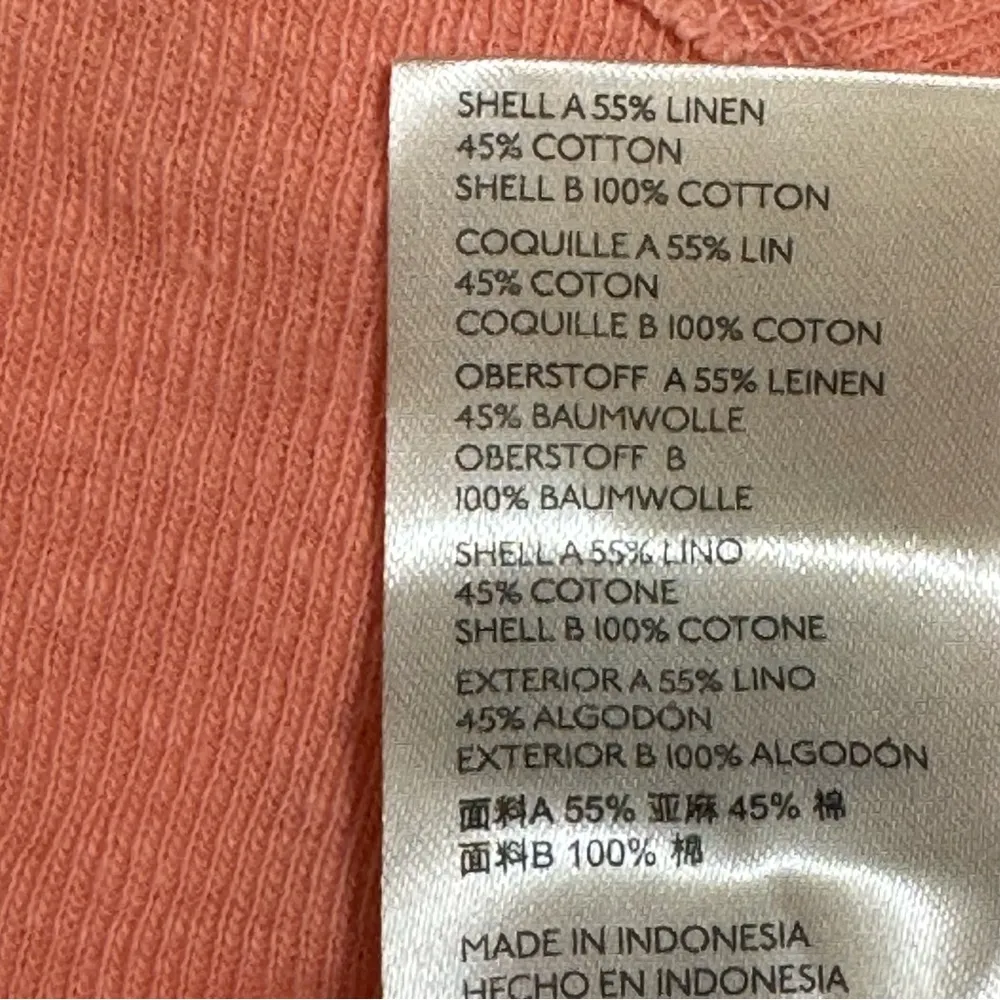 SHELL A 55% LINEN
45% COTTON
SHELL B 100% COTTON
COQUILLE A 55% LIN
45% COTON
COQUILLE B 100% COTON
OBERSTOFF A 55% LEINEN
45% BAUMWOLLE
OBERSTOFF B
100% BAUMWOLLE
SHELL A 55% LINO
45% COTONE
SHELL B 100% COTONE
EXTERIOR A 55% LINO
45% ALGODÓN
EXTERIOR B 100% ALGODÓN
面料A 55% 亚麻 45% 棉
面料B 100% 棉
MADE IN INDONESIA
HECHO EN INDONESIA